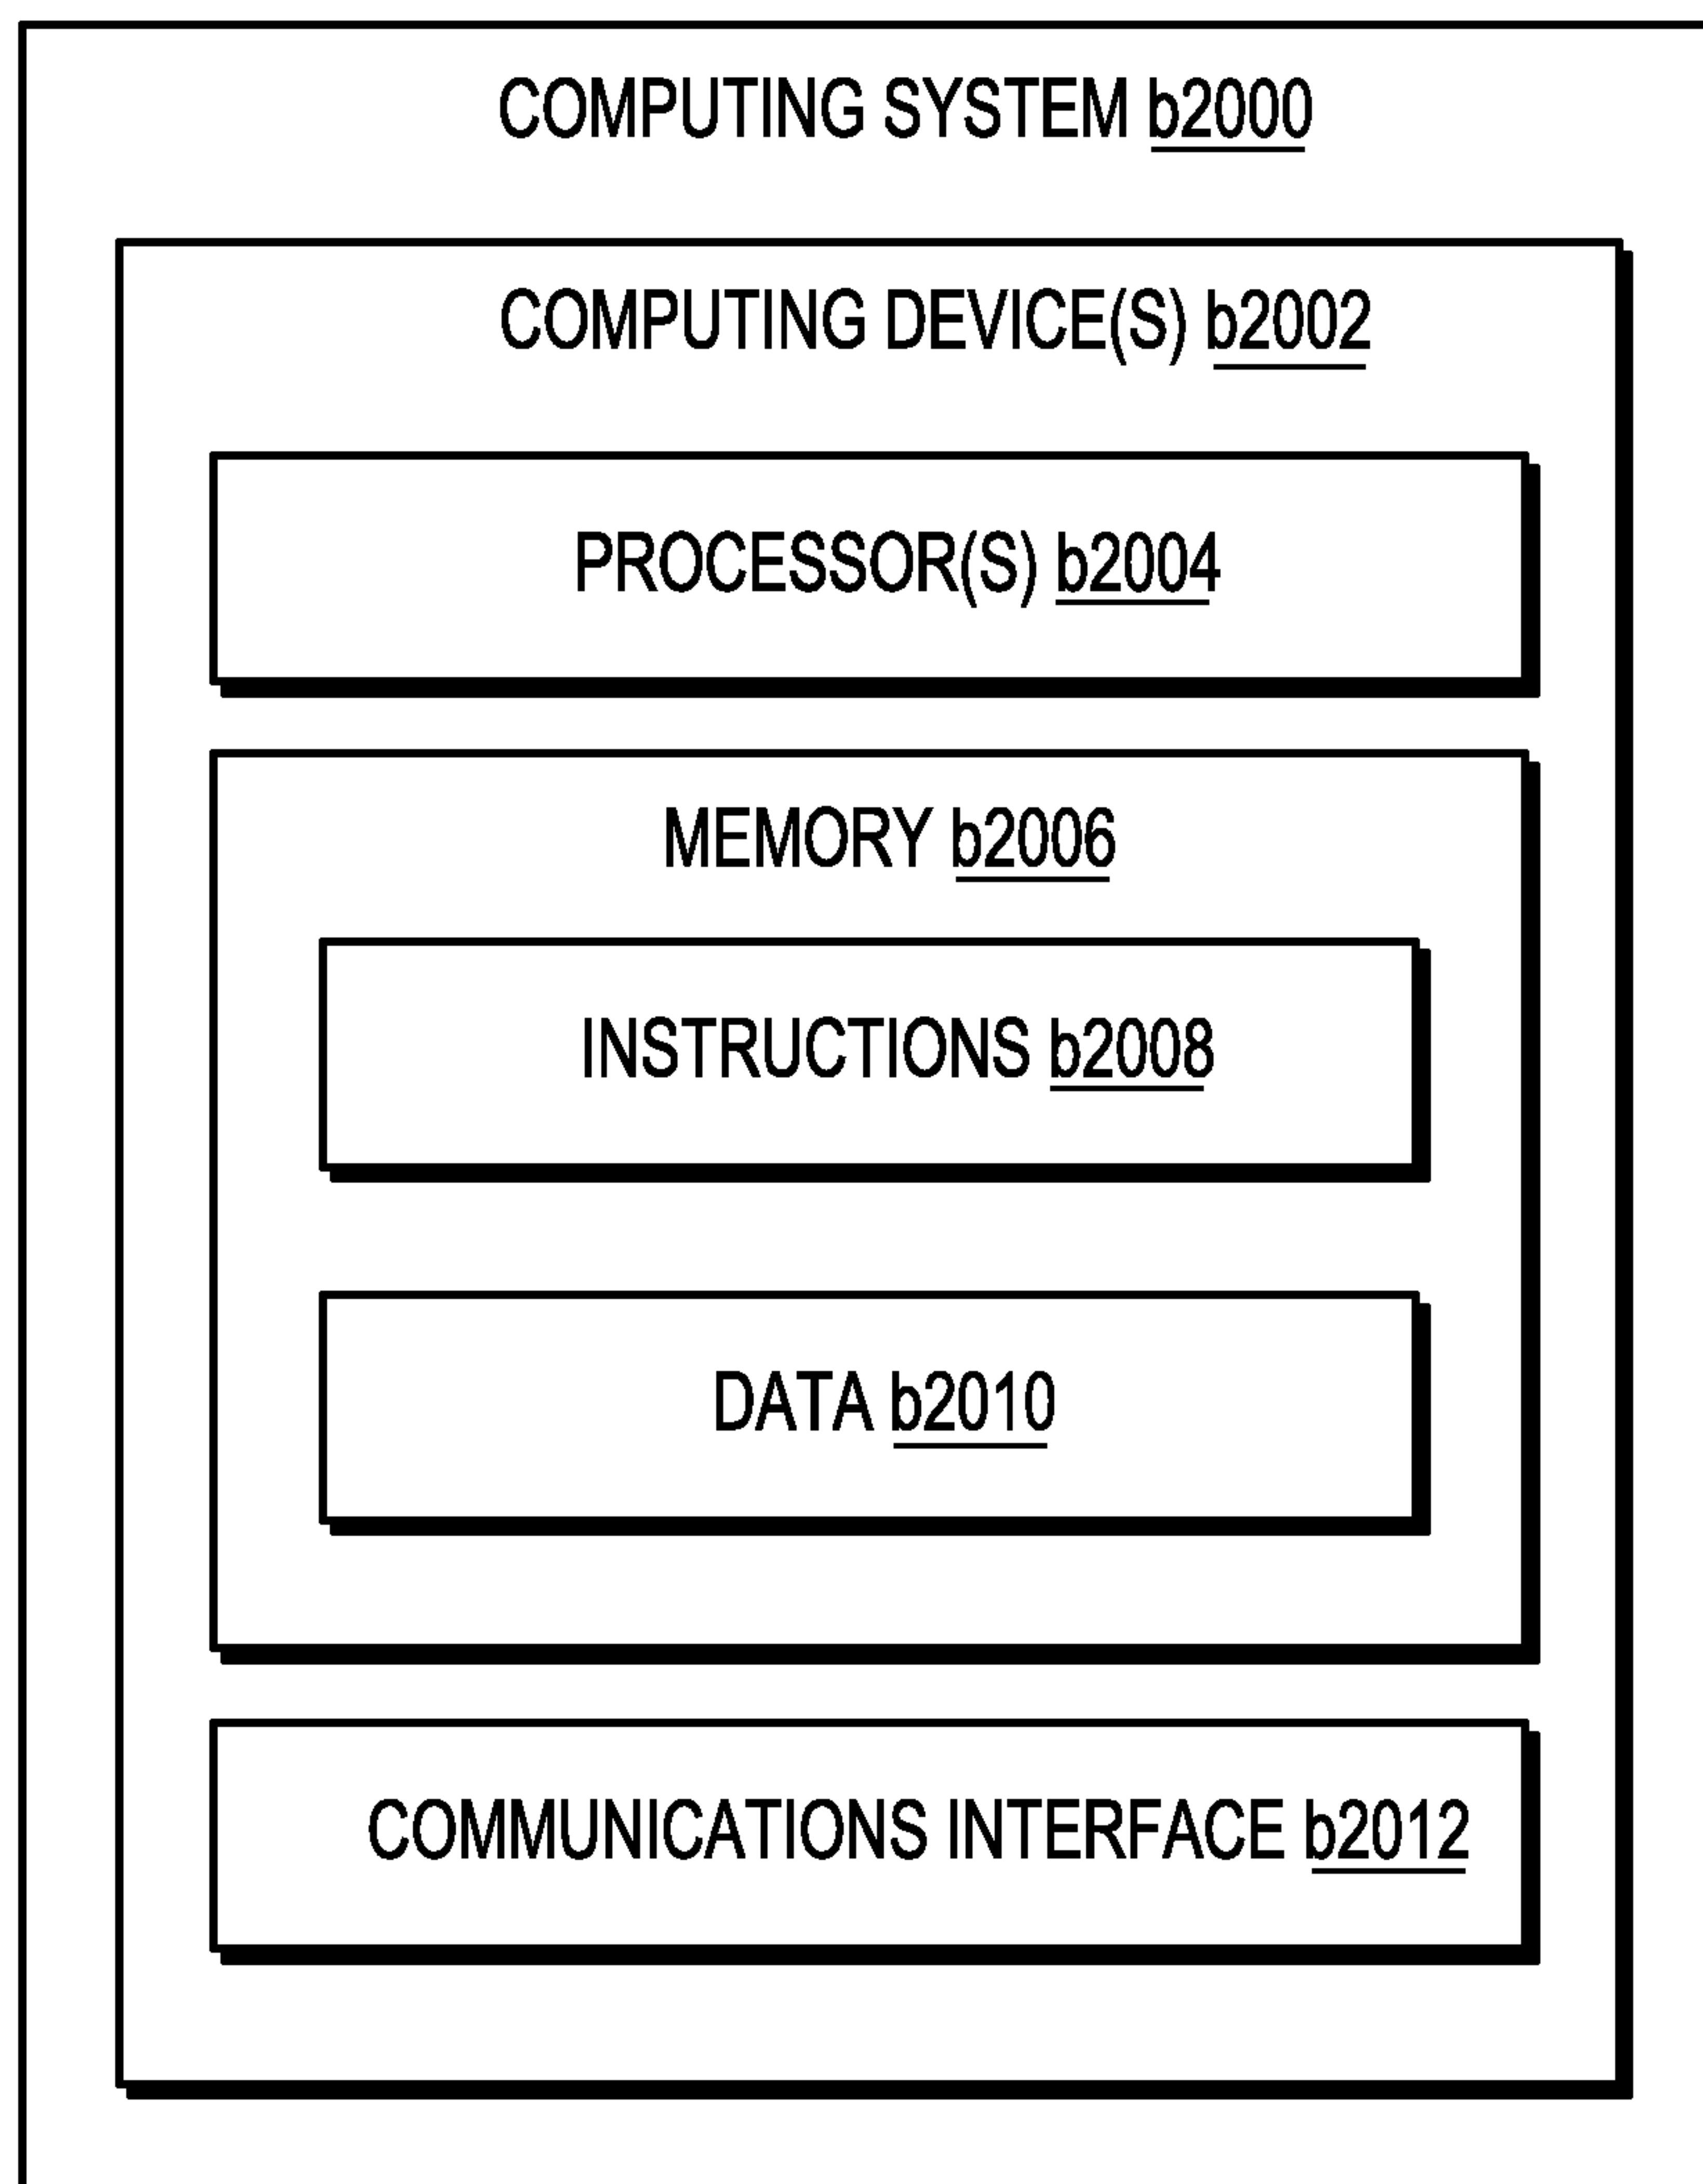 COMPUTING SYSTEM b2000
COMPUTING DEVICE(S) b2002
PROCESSOR(S) b2004
MEMORY b2006
INSTRUCTIONS b2008
DATA b2010
COMMUNICATIONS INTERFACE b2012